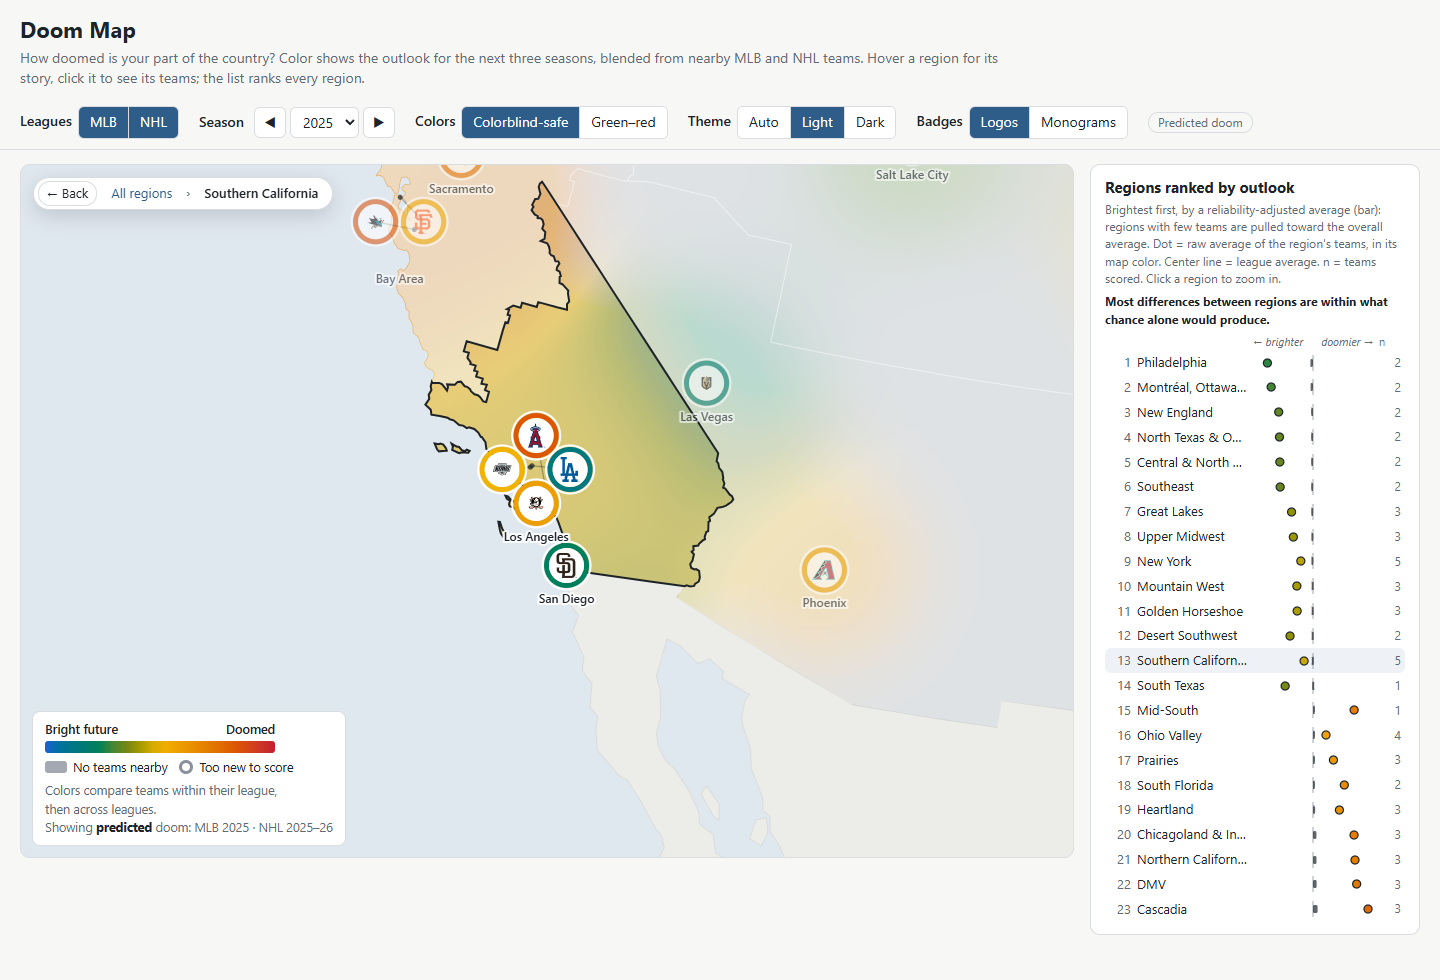 Doom Map
How doomed is your part of the country? Color shows the outlook for the next three seasons, blended from nearby MLB and NHL teams. Hover a region for its
story, click it to see its teams; the list ranks every region.
Leagues MLB NHL Season ◀ 2025 ▶ Colors Colorblind-safe Green–red Theme Auto Light Dark Badges Logos Monograms Predicted doom
← Back All regions › Southern California
Sacramento
Salt Lake City
Bay Area
Las Vegas
Los Angeles
San Diego
Phoenix
Bright future Doomed
No teams nearby Too new to score
Colors compare teams within their league,
then across leagues.
Showing predicted doom: MLB 2025 · NHL 2025–26
Regions ranked by outlook
Brightest first, by a reliability-adjusted average (bar):
regions with few teams are pulled toward the overall
average. Dot = raw average of the region's teams, in its
map color. Center line = league average. n = teams
scored. Click a region to zoom in.
Most differences between regions are within what
chance alone would produce.
← brighter doomier → n
1 Philadelphia 2
2 Montréal, Ottawa... 2
3 New England 2
4 North Texas & O... 2
5 Central & North ... 2
6 Southeast 2
7 Great Lakes 3
8 Upper Midwest 3
9 New York 5
10 Mountain West 3
11 Golden Horseshoe 3
12 Desert Southwest 2
13 Southern Californ... 5
14 South Texas 1
15 Mid-South 1
16 Ohio Valley 4
17 Prairies 3
18 South Florida 2
19 Heartland 3
20 Chicagoland & In... 3
21 Northern Californ... 3
22 DMV 3
23 Cascadia 3